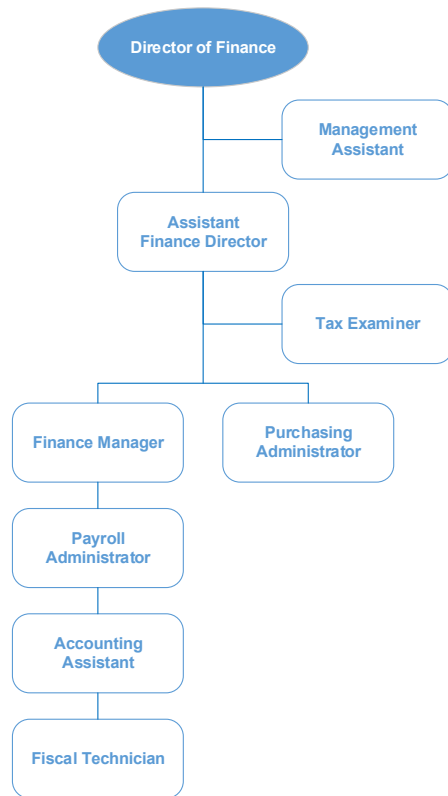 Director of Finance
Management
Assistant
Assistant
Finance Director
Tax Examiner
Finance Manager
Purchasing
Administrator
Payroll
Administrator
Accounting
Assistant
Fiscal Technician